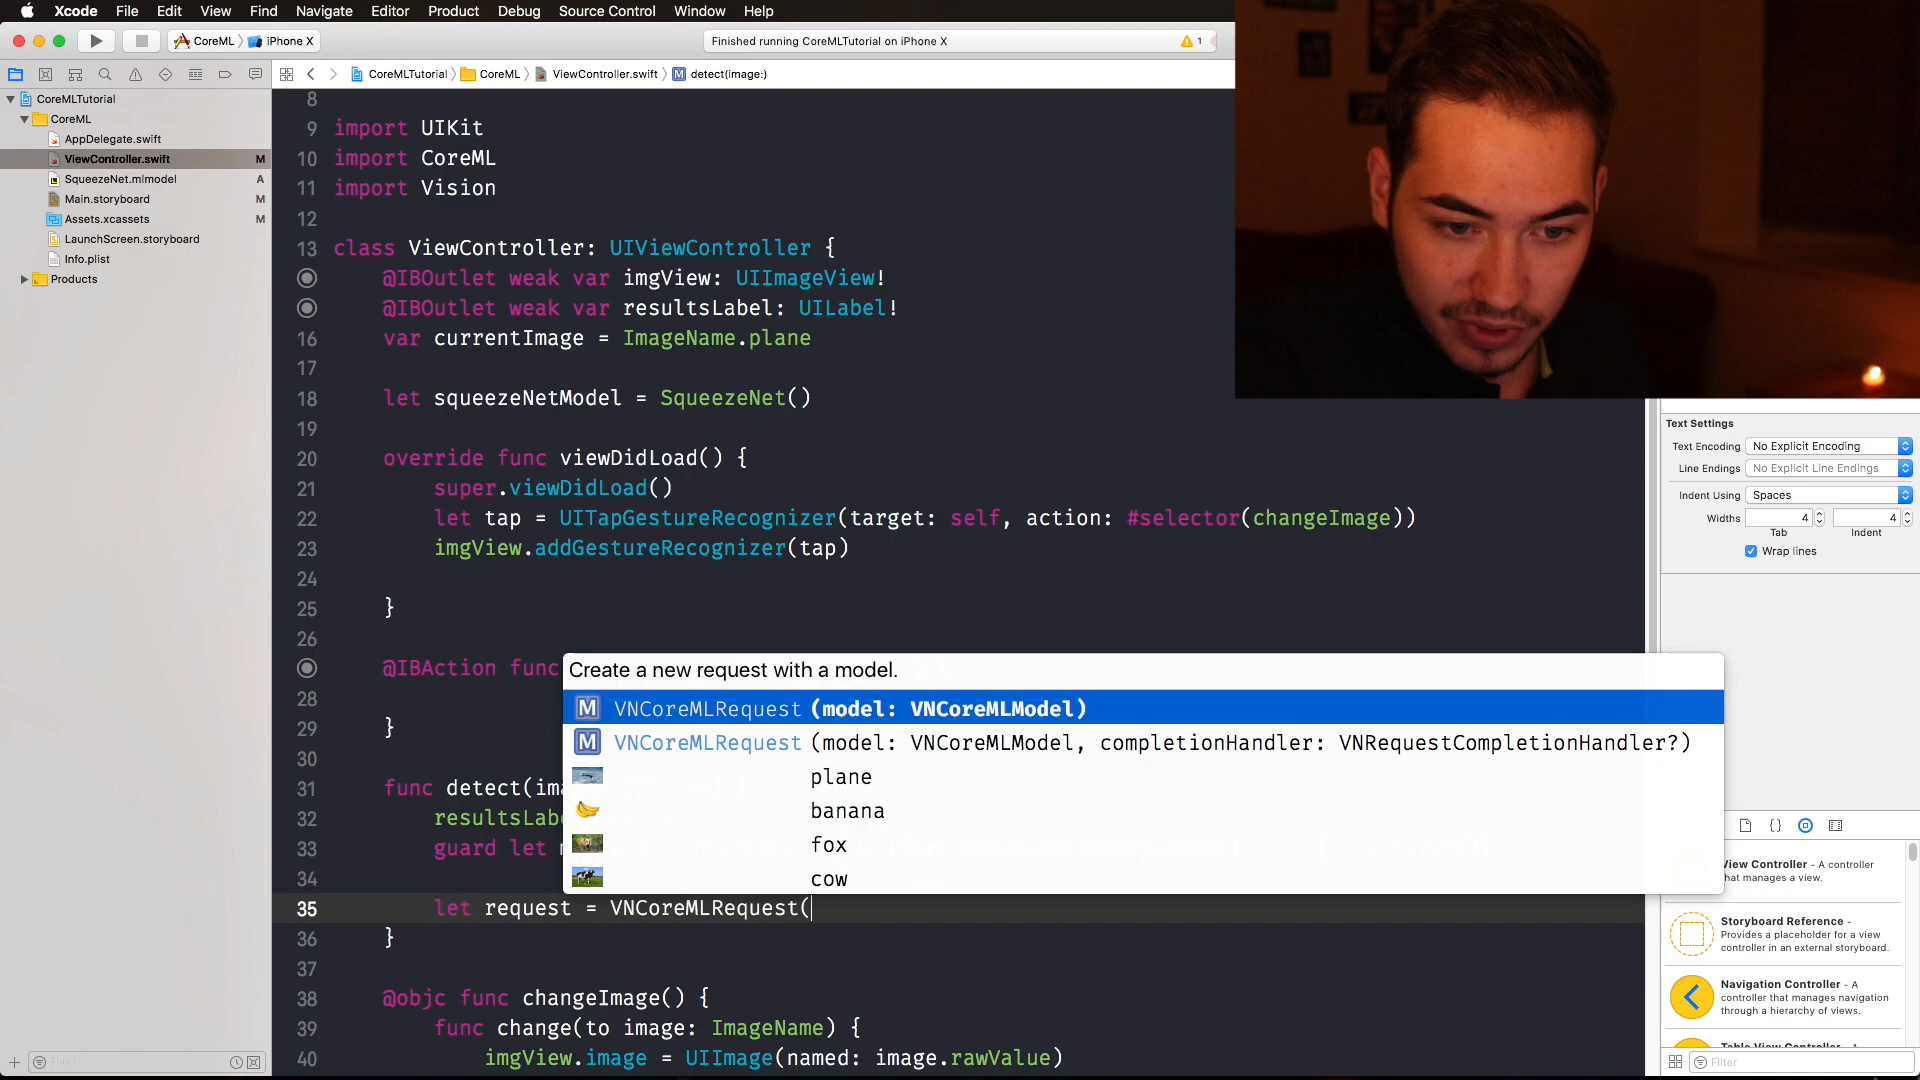 Xcode File Edit View Find Navigate Editor Product Debug Source Control Window Help
CoreML iPhone X
Finished running CoreMLTutorial on iPhone X
1
CoreMLTutorial CoreML ViewController.swift M detect(image:)
CoreMLTutorial
CoreML
AppDelegate.swift
ViewController.swift M
SqueezeNet.mlmodel A
Main.storyboard M
Assets.xcassets M
LaunchScreen.storyboard
Info.plist
Products
Filter
8
9 import UIKit
10 import CoreML
11 import Vision
12
13 class ViewController: UIViewController {
@IBOutlet weak var imgView: UIImageView!
@IBOutlet weak var resultsLabel: UILabel!
16 var currentImage = ImageName.plane
17
18 let squeezeNetModel = SqueezeNet()
19
20 override func viewDidLoad() {
21 super.viewDidLoad()
22 let tap = UITapGestureRecognizer(target: self, action: #selector(changeImage))
23 imgView.addGestureRecognizer(tap)
24
25 }
26
@IBAction func
28
29 }
30
31 func detect(ima
32 resultsLabe
33 guard let m
34
35 let request = VNCoreMLRequest(
36 }
37
38 @objc func changeImage() {
39 func change(to image: ImageName) {
40 imgView.image = UIImage(named: image.rawValue)
Create a new request with a model.
M VNCoreMLRequest (model: VNCoreMLModel)
M VNCoreMLRequest (model: VNCoreMLModel, completionHandler: VNRequestCompletionHandler?)
plane
banana
fox
cow
Text Settings
Text Encoding No Explicit Encoding
Line Endings No Explicit Line Endings
Indent Using Spaces
Widths 4 4
Tab Indent
Wrap lines
View Controller - A controller
that manages a view.
Storyboard Reference -
Provides a placeholder for a view
controller in an external storyboard.
Navigation Controller - A
controller that manages navigation
through a hierarchy of views.
Table View Controller - A
Filter